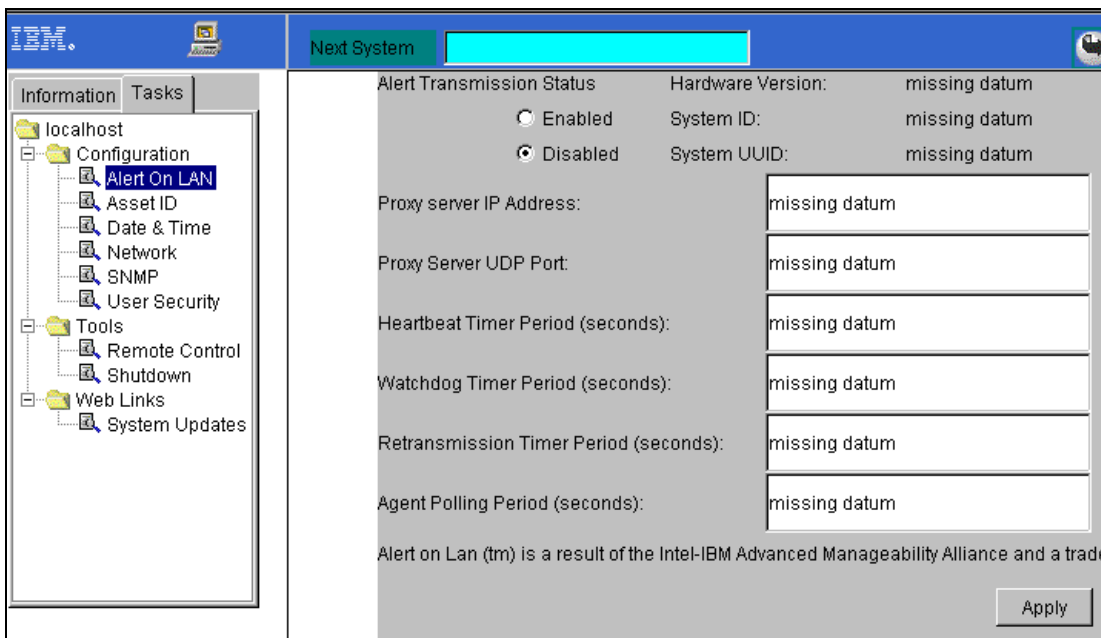 IBM.
Next System
Information
Tasks
localhost
Configuration
Alert On LAN
Asset ID
Date & Time
Network
SNMP
User Security
Tools
Remote Control
Shutdown
Web Links
System Updates
Alert Transmission Status
Enabled
Disabled
Hardware Version: missing datum
System ID: missing datum
System UUID: missing datum
Proxy server IP Address: missing datum
Proxy Server UDP Port: missing datum
Heartbeat Timer Period (seconds): missing datum
Watchdog Timer Period (seconds): missing datum
Retransmission Timer Period (seconds): missing datum
Agent Polling Period (seconds): missing datum
Alert on Lan (tm) is a result of the Intel-IBM Advanced Manageability Alliance and a trade
Apply